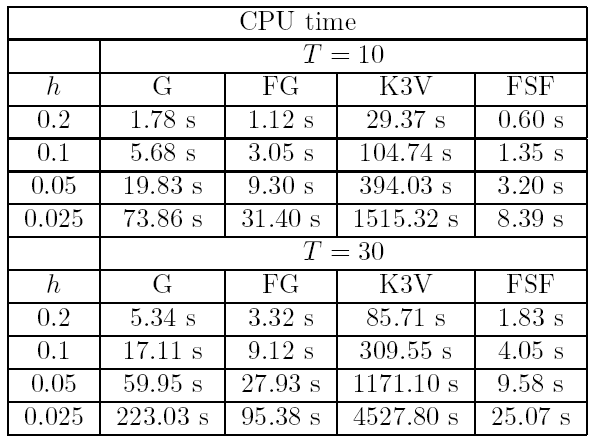 CPU time
T = 10
h G FG K3V FSF
0.2 1.78 s 1.12 s 29.37 s 0.60 s
0.1 5.68 s 3.05 s 104.74 s 1.35 s
0.05 19.83 s 9.30 s 394.03 s 3.20 s
0.025 73.86 s 31.40 s 1515.32 s 8.39 s
T = 30
h G FG K3V FSF
0.2 5.34 s 3.32 s 85.71 s 1.83 s
0.1 17.11 s 9.12 s 309.55 s 4.05 s
0.05 59.95 s 27.93 s 1171.10 s 9.58 s
0.025 223.03 s 95.38 s 4527.80 s 25.07 s